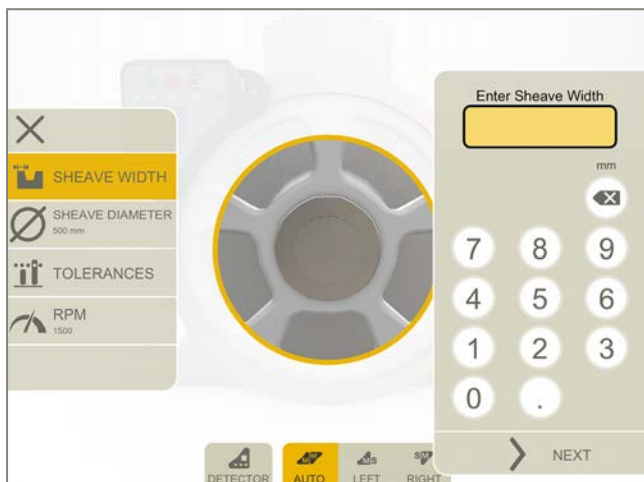 SHEAVE WIDTH
SHEAVE DIAMETER
500 mm
TOLERANCES
RPM
1500
Enter Sheave Width
mm
7 8 9
4 5 6
1 2 3
0 .
NEXT
DETECTOR
AUTO
LEFT
RIGHT